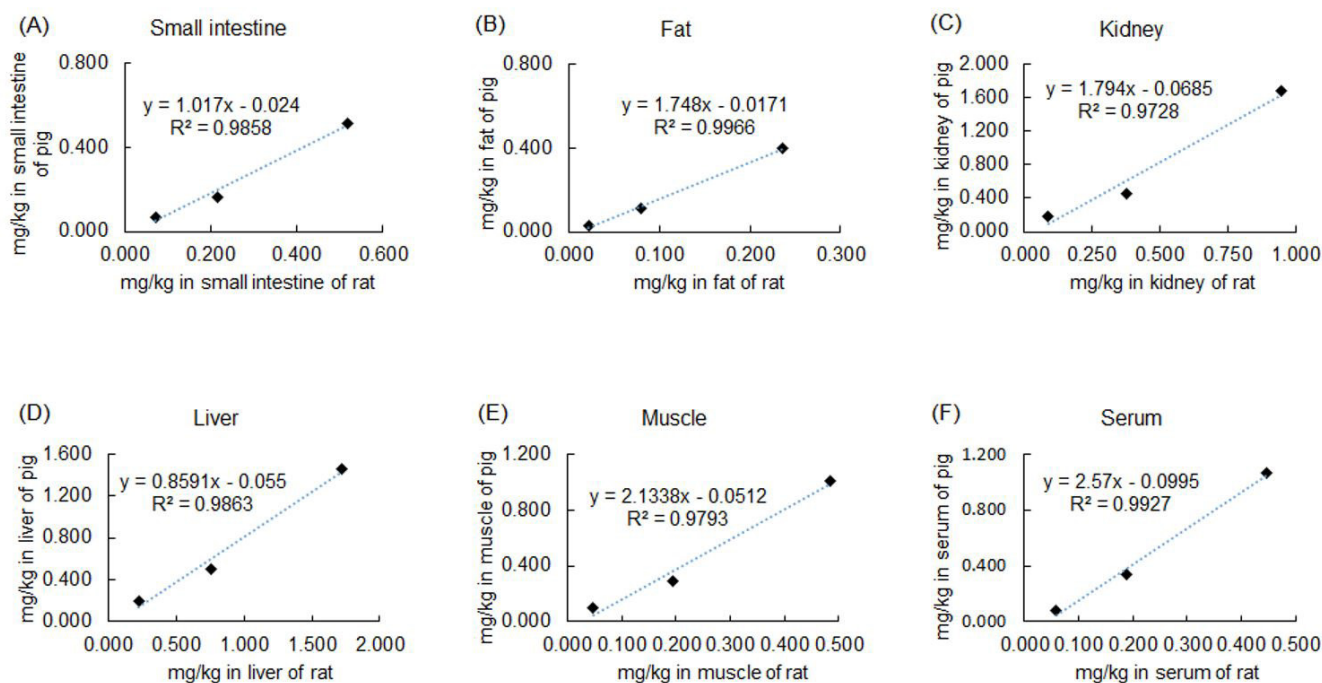 (A)
Small intestine
mg/kg in small intestine
of pig
0.800
0.400
0.000
y = 1.017x - 0.024
R² = 0.9858
0.000
0.200
0.400
0.600
mg/kg in small intestine of rat
(B)
Fat
mg/kg in fat of pig
0.800
0.400
0.000
y = 1.748x - 0.0171
R² = 0.9966
0.000
0.100
0.200
0.300
mg/kg in fat of rat
(C)
Kidney
mg/kg in kidney of pig
2.000
1.600
1.200
0.800
0.400
0.000
y = 1.794x - 0.0685
R² = 0.9728
0.000
0.250
0.500
0.750
1.000
mg/kg in kidney of rat
(D)
Liver
mg/kg in liver of pig
1.600
1.200
0.800
0.400
0.000
y = 0.8591x - 0.055
R² = 0.9863
0.000
0.500
1.000
1.500
2.000
mg/kg in liver of rat
(E)
Muscle
mg/kg in muscle of pig
1.200
0.800
0.400
0.000
y = 2.1338x - 0.0512
R² = 0.9793
0.000
0.100
0.200
0.300
0.400
0.500
mg/kg in muscle of rat
(F)
Serum
mg/kg in serum of pig
1.200
0.800
0.400
0.000
y = 2.57x - 0.0995
R² = 0.9927
0.000
0.100
0.200
0.300
0.400
0.500
mg/kg in serum of rat